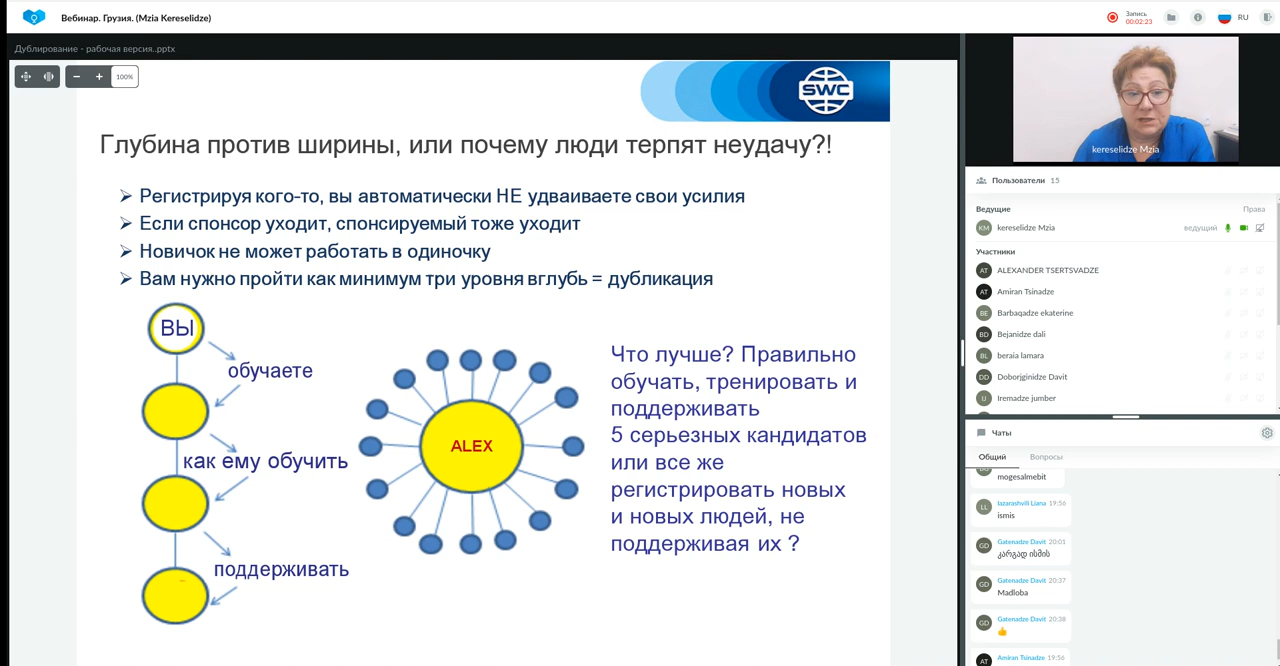 Вебинар. Грузия. (Mzia Kereselidze)
Запись
00:02:23
RU
Дублирование - рабочая версия..pptx
100%
SWC
Глубина против ширины, или почему люди терпят неудачу?!
Регистрируя кого-то, вы автоматически НЕ удваиваете свои усилия
Если спонсор уходит, спонсируемый тоже уходит
Новичок не может работать в одиночку
Вам нужно пройти как минимум три уровня вглубь = дубликация
ВЫ
обучаете
как ему обучить
поддерживать
ALEX
Что лучше? Правильно
обучать, тренировать и
поддерживать
5 серьезных кандидатов
или все же
регистрировать новых
и новых людей, не
поддерживая их ?
kereselidze Mzia
Пользователи 15
Ведущие Права
KM kereselidze Mzia ведущий
Участники
AT ALEXANDER TSERTSVADZE
AT Amiran Tsinadze
BE Barbaqadze ekaterine
BD Bejanidze dali
BL beraia lamara
DD Doborjginidze Davit
IJ Iremadze jumber
Чаты
Общий Вопросы
mogesalmebit
LL lazarashvili Liana 19:56
ismis
GD Gatenadze Davit 20:01
კარგად ისმის
GD Gatenadze Davit 20:37
Madloba
GD Gatenadze Davit 20:38
👍
AT Amiran Tsinadze 19:56